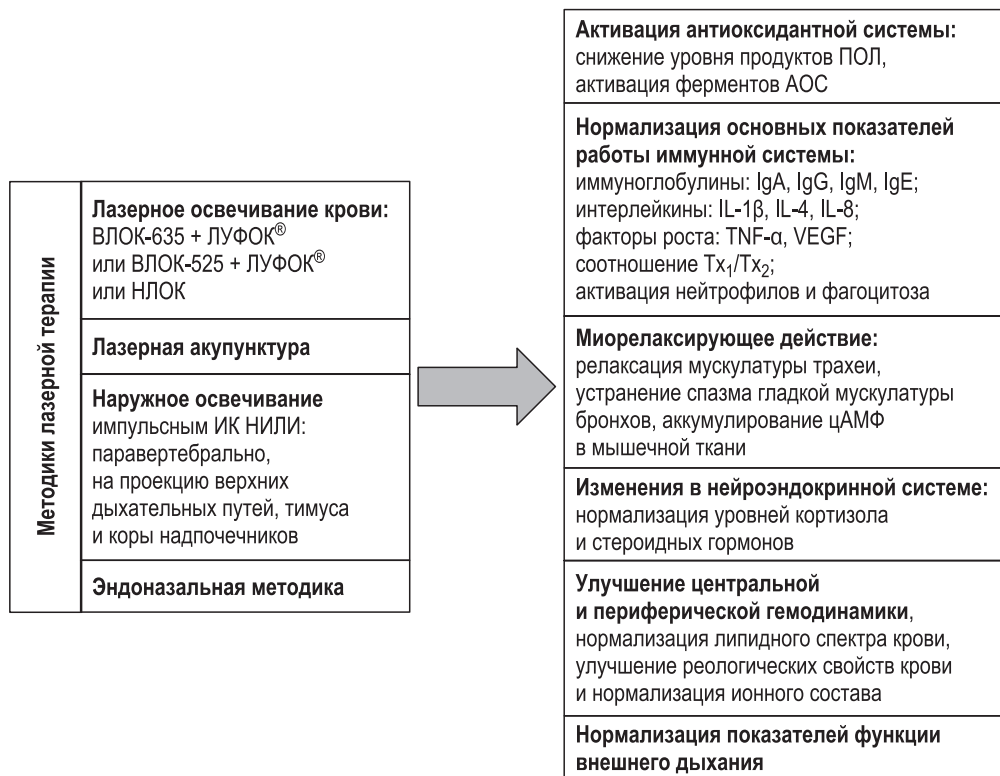 Методики лазерной терапии
Лазерное освечивание крови:
ВЛОК-635 + ЛУФОК®
или ВЛОК-525 + ЛУФОК®
или НЛОК
Лазерная акупунктура
Наружное освечивание
импульсным ИК НИЛИ:
паравертебрально,
на проекцию верхних
дыхательных путей, тимуса
и коры надпочечников
Эндоназальная методика
Активация антиоксидантной системы:
снижение уровня продуктов ПОЛ,
активация ферментов АОС
Нормализация основных показателей
работы иммунной системы:
иммуноглобулины: IgA, IgG, IgM, IgE;
интерлейкины: IL-1β, IL-4, IL-8;
факторы роста: TNF-α, VEGF;
соотношение Тх₁/Тх₂;
активация нейтрофилов и фагоцитоза
Миорелаксирующее действие:
релаксация мускулатуры трахеи,
устранение спазма гладкой мускулатуры
бронхов, аккумулирование цАМФ
в мышечной ткани
Изменения в нейроэндокринной системе:
нормализация уровней кортизола
и стероидных гормонов
Улучшение центральной
и периферической гемодинамики,
нормализация липидного спектра крови,
улучшение реологических свойств крови
и нормализация ионного состава
Нормализация показателей функции
внешнего дыхания